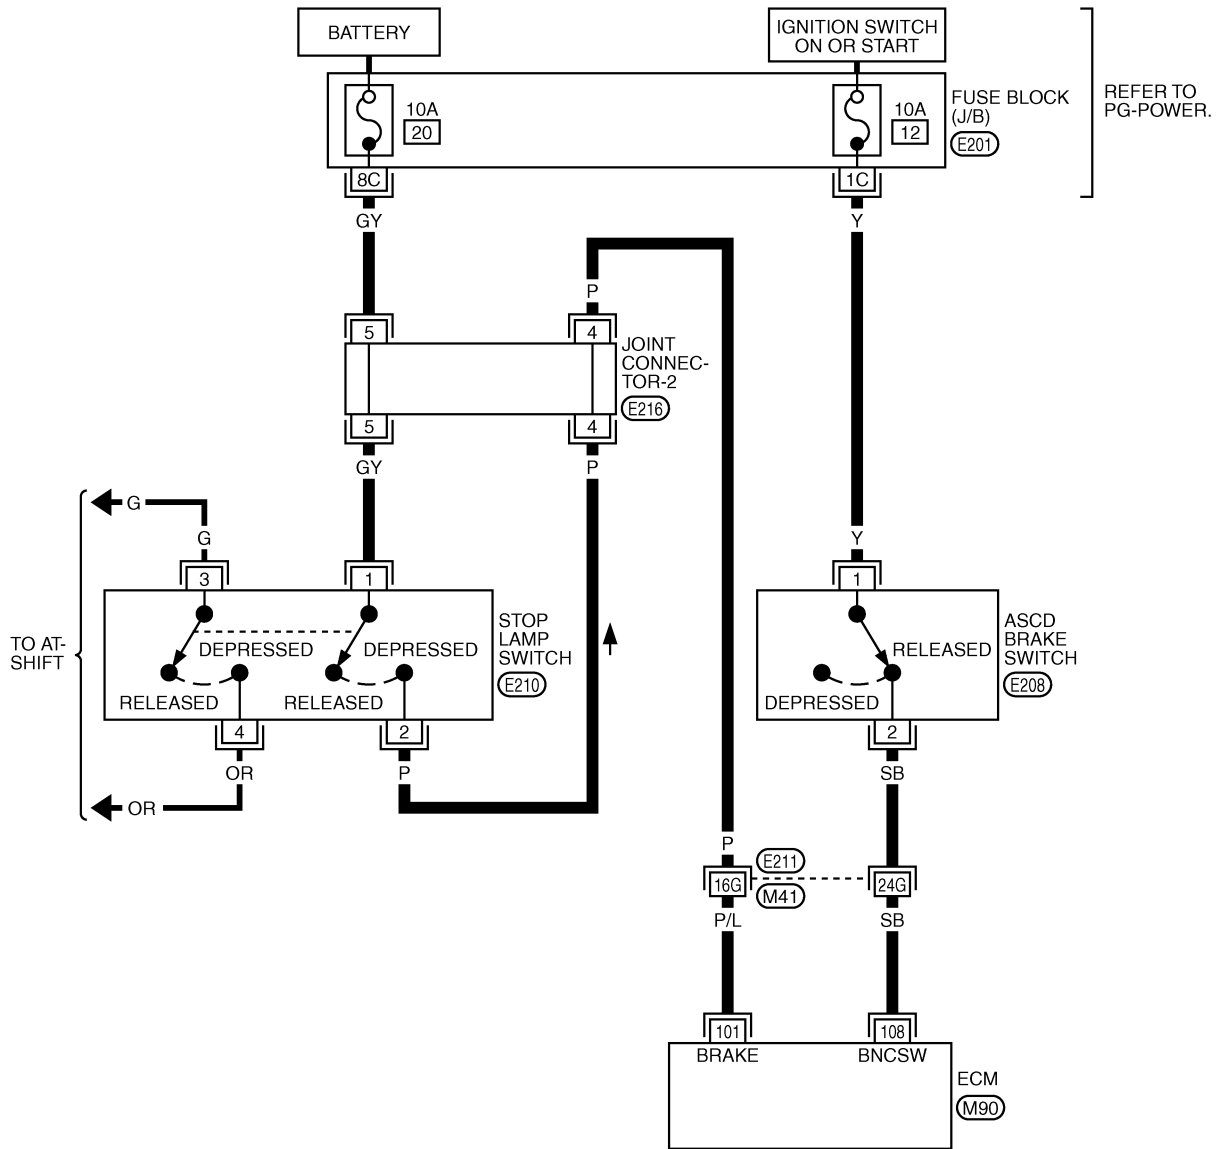 BATTERY
IGNITION SWITCH
ON OR START
REFER TO
PG-POWER.
10A
20
10A
12
FUSE BLOCK
(J/B)
E201
8C
1C
GY
Y
P
5
4
JOINT
CONNEC-
TOR-2
E216
5
4
GY
P
G
G
Y
3
1
1
TO AT-
SHIFT
DEPRESSED
RELEASED
DEPRESSED
RELEASED
STOP
LAMP
SWITCH
E210
RELEASED
DEPRESSED
ASCD
BRAKE
SWITCH
E208
4
2
2
OR
P
SB
OR
P
E211
16G
M41
24G
P/L
SB
101
108
BRAKE
BNCSW
ECM
M90